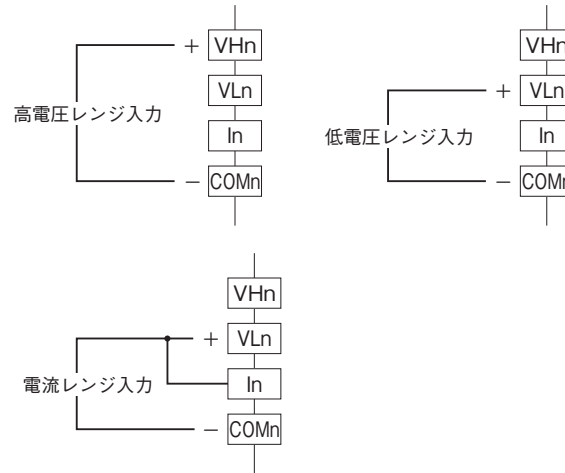 + VHn
VLn
高電圧レンジ入力
In
− COMn
VHn
+ VLn
低電圧レンジ入力
In
− COMn
VHn
+ VLn
電流レンジ入力
In
− COMn